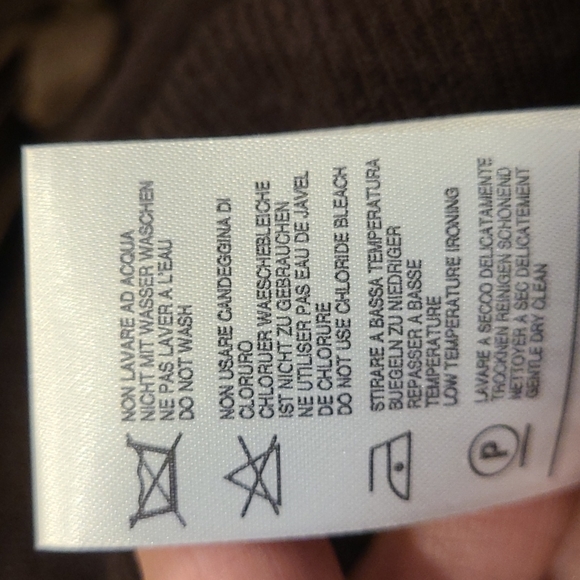 NON LAVARE AD ACQUA
NICHT MIT WASSER WASCHEN
NE PAS LAVER A L'EAU
DO NOT WASH
NON USARE CANDEGGINA DI
CLORURO
CHLORUER WAESCHEBLEICHE
IST NICHT ZU GEBRAUCHEN
NE UTILISER PAS EAU DE JAVEL
DE CHLORURE
DO NOT USE CHLORIDE BLEACH
STIRARE A BASSA TEMPERATURA
BUEGELN ZU NIEDRIGER
REPASSER A BASSE
TEMPERATURE
LOW TEMPERATURE IRONING
P
LAVARE A SECCO DELICATAMENTE
TROCKNEN REINIGEN SCHONEND
NETTOYER A SEC DELICATEMENT
GENTLE DRY CLEAN